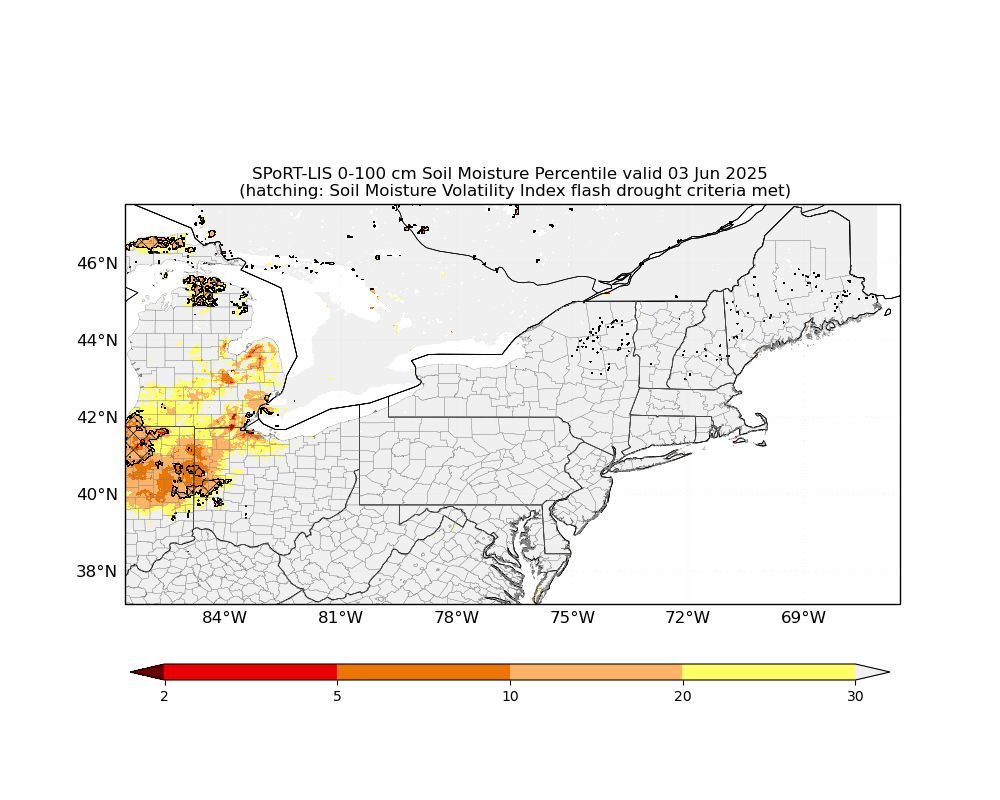 SPoRT-LIS 0-100 cm Soil Moisture Percentile valid 03 Jun 2025
(hatching: Soil Moisture Volatility Index flash drought criteria met)
46°N
44°N
42°N
40°N
38°N
84°W 81°W 78°W 75°W 72°W 69°W
2 5 10 20 30